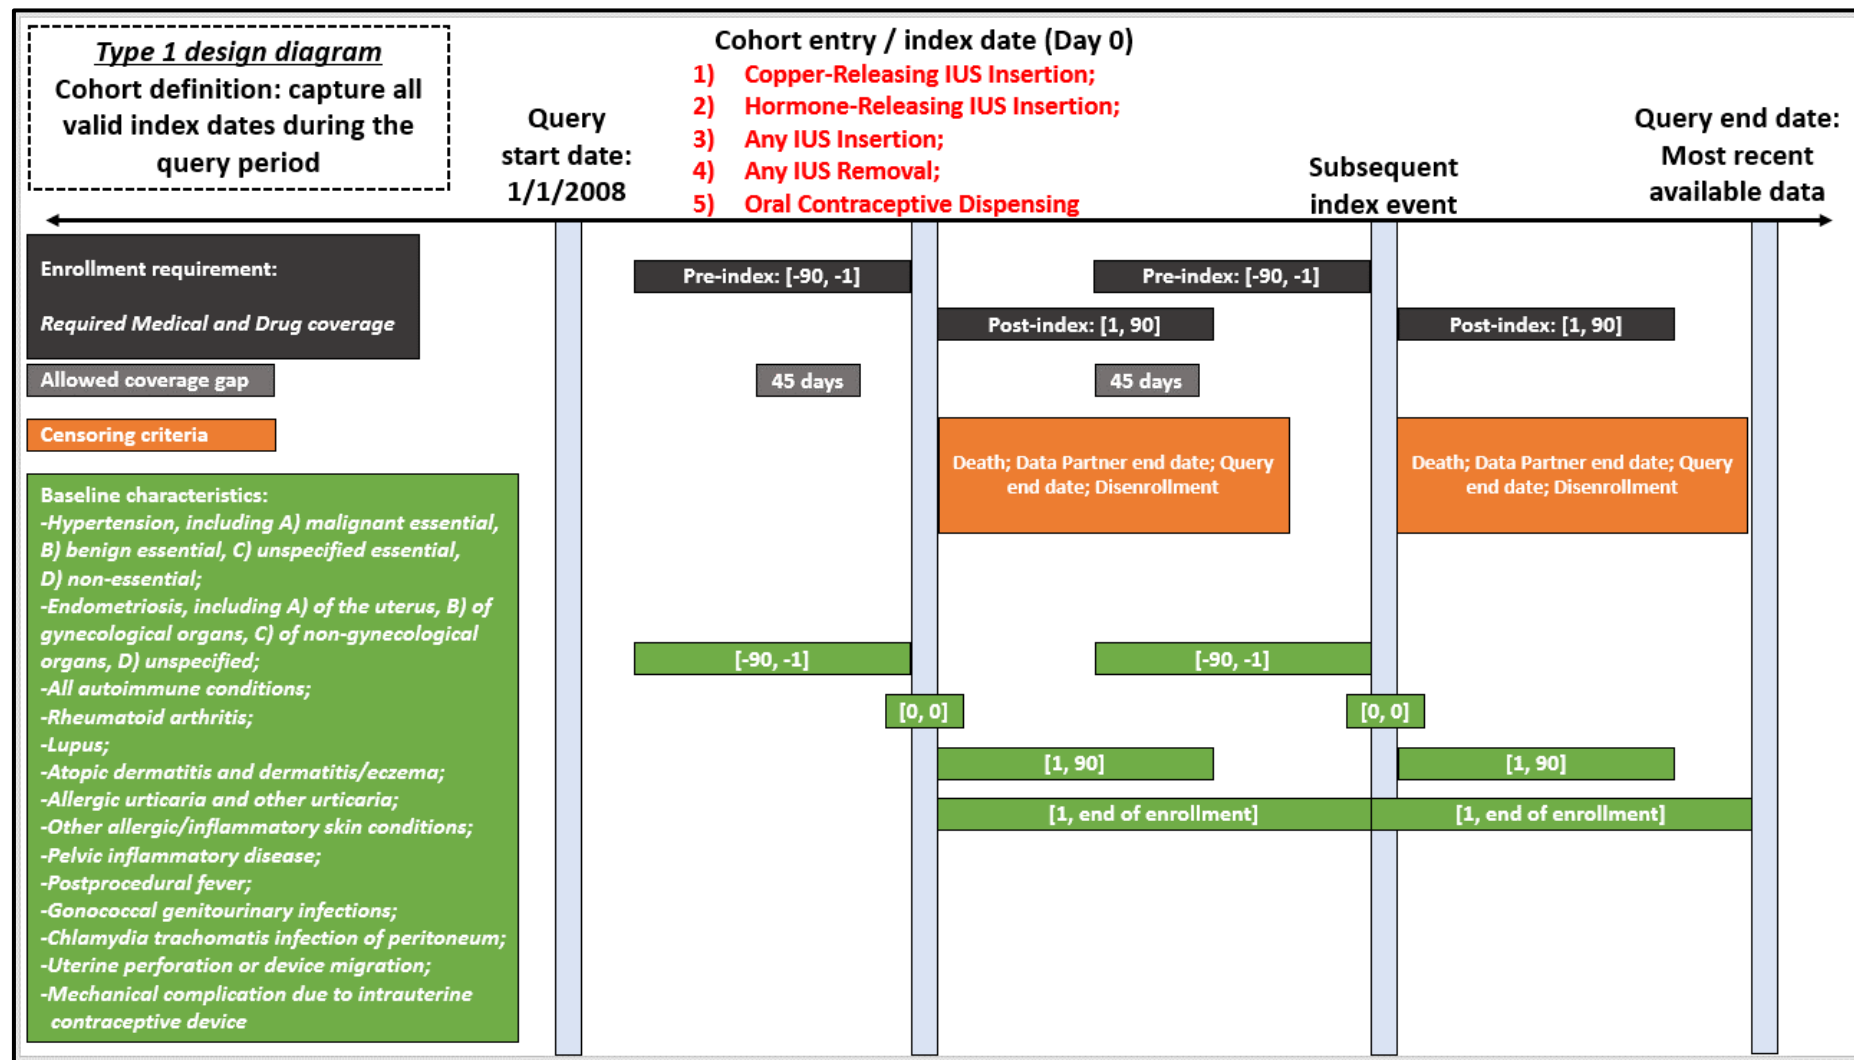 Type 1 design diagram
Cohort definition: capture all
valid index dates during the
query period
Query
start date:
1/1/2008
Cohort entry / index date (Day 0)
1) Copper-Releasing IUS Insertion;
2) Hormone-Releasing IUS Insertion;
3) Any IUS Insertion;
4) Any IUS Removal;
5) Oral Contraceptive Dispensing
Subsequent
index event
Query end date:
Most recent
available data
Enrollment requirement:
Required Medical and Drug coverage
Pre-index: [-90, -1]
Pre-index: [-90, -1]
Post-index: [1, 90]
Post-index: [1, 90]
Allowed coverage gap
45 days
45 days
Censoring criteria
Death; Data Partner end date; Query
end date; Disenrollment
Death; Data Partner end date; Query
end date; Disenrollment
Baseline characteristics:
-Hypertension, including A) malignant essential,
B) benign essential, C) unspecified essential,
D) non-essential;
-Endometriosis, including A) of the uterus, B) of
gynecological organs, C) of non-gynecological
organs, D) unspecified;
-All autoimmune conditions;
-Rheumatoid arthritis;
-Lupus;
-Atopic dermatitis and dermatitis/eczema;
-Allergic urticaria and other urticaria;
-Other allergic/inflammatory skin conditions;
-Pelvic inflammatory disease;
-Postprocedural fever;
-Gonococcal genitourinary infections;
-Chlamydia trachomatis infection of peritoneum;
-Uterine perforation or device migration;
-Mechanical complication due to intrauterine
contraceptive device
[-90, -1]
[-90, -1]
[0, 0]
[0, 0]
[1, 90]
[1, 90]
[1, end of enrollment]
[1, end of enrollment]